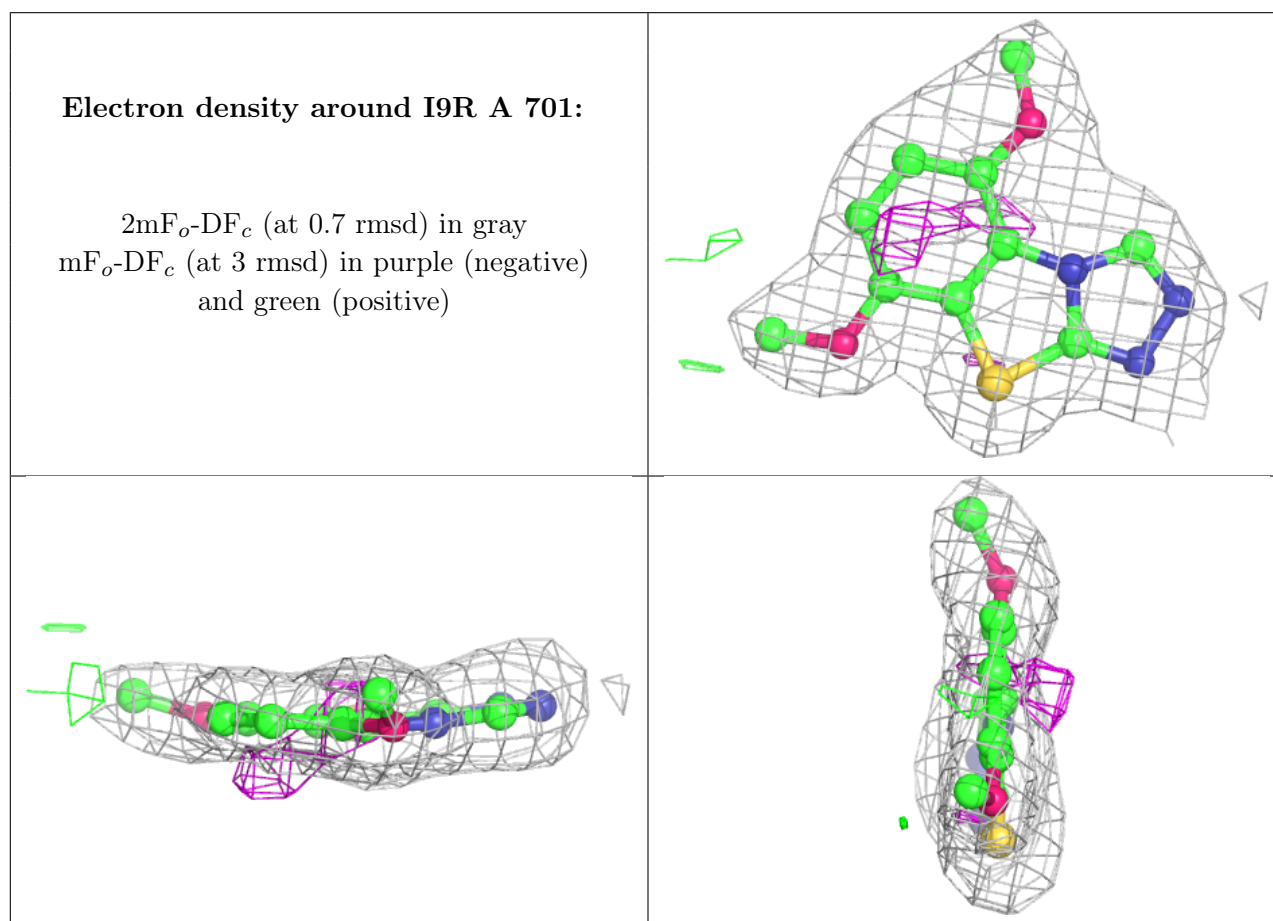 Electron density around I9R A 701:
2mFo-DFc (at 0.7 rmsd) in gray
mFo-DFc (at 3 rmsd) in purple (negative)
and green (positive)